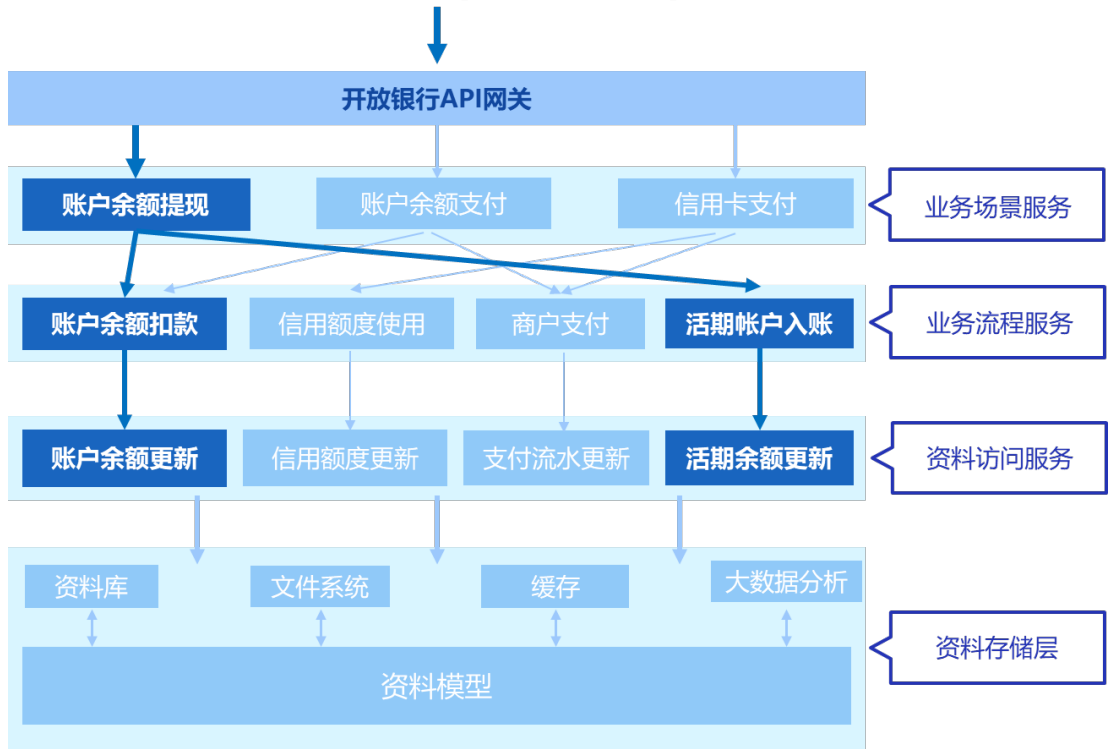 开放银行API网关
账户余额提现
账户余额支付
信用卡支付
业务场景服务
账户余额扣款
信用额度使用
商户支付
活期帐户入账
业务流程服务
账户余额更新
信用额度更新
支付流水更新
活期余额更新
资料访问服务
资料库
文件系统
缓存
大数据分析
资料模型
资料存储层